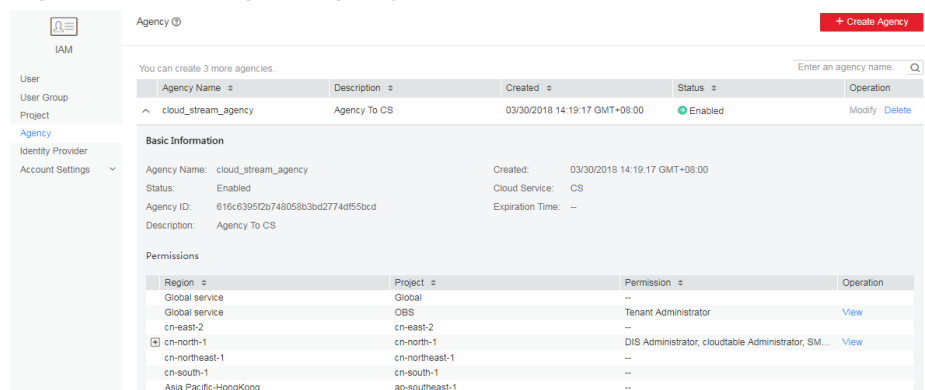 Agency
+ Create Agency
IAM
You can create 3 more agencies.
Enter an agency name.
User
User Group
Project
Agency
Identity Provider
Account Settings
Agency Name Description Created Status Operation
cloud_stream_agency Agency To CS 03/30/2018 14:19:17 GMT+08:00 Enabled Modify Delete
Basic Information
Agency Name: cloud_stream_agency Created: 03/30/2018 14:19:17 GMT+08:00
Status: Enabled Cloud Service: CS
Agency ID: 616c6395f2b748058b3bd2774df55bcd Expiration Time: --
Description: Agency To CS
Permissions
Region Project Permission Operation
Global service Global --
Global service OBS Tenant Administrator View
cn-east-2 cn-east-2 --
cn-north-1 cn-north-1 DIS Administrator, cloudtable Administrator, SM... View
cn-northeast-1 cn-northeast-1 --
cn-south-1 cn-south-1 --
Asia Pacific-HongKong ap-southeast-1 --